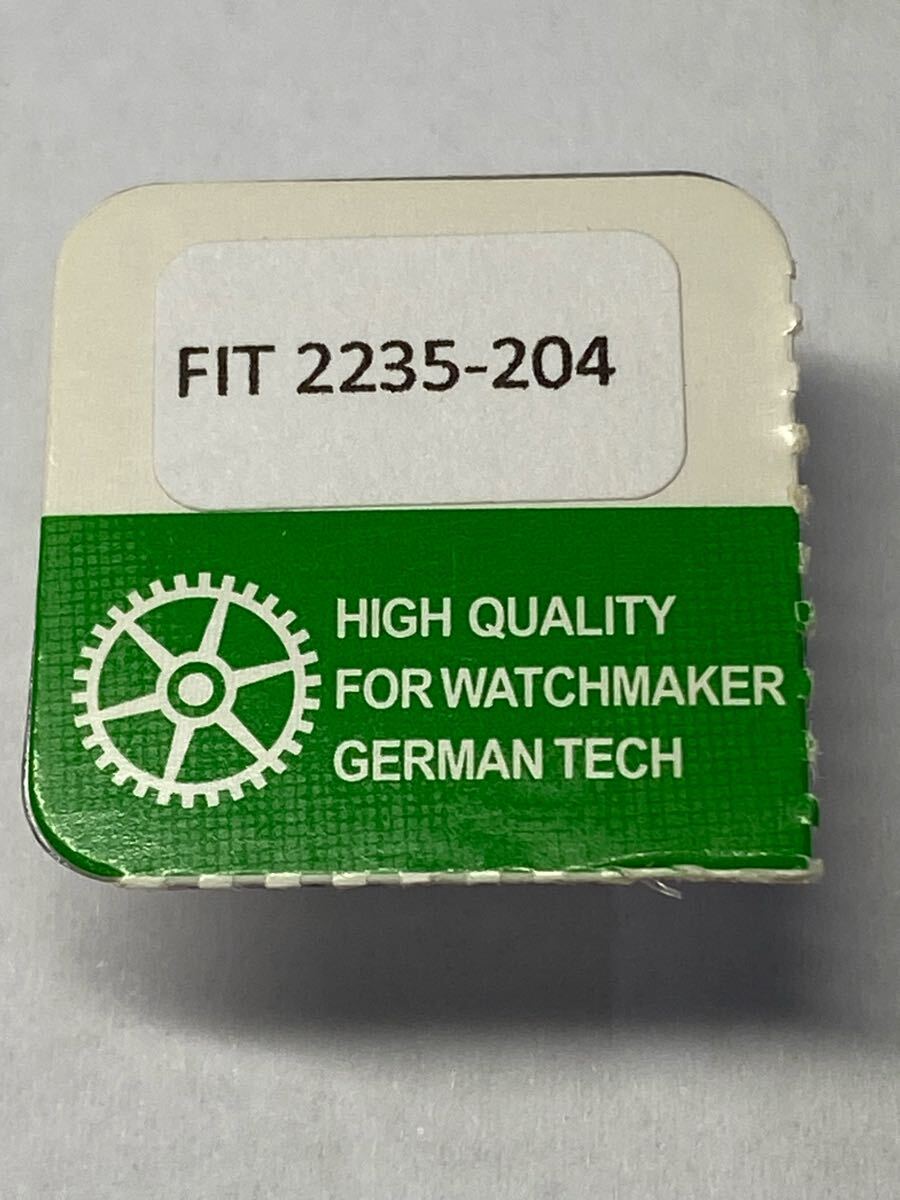 FIT 2235-204
HIGH QUALITY
FOR WATCHMAKER
GERMAN TECH